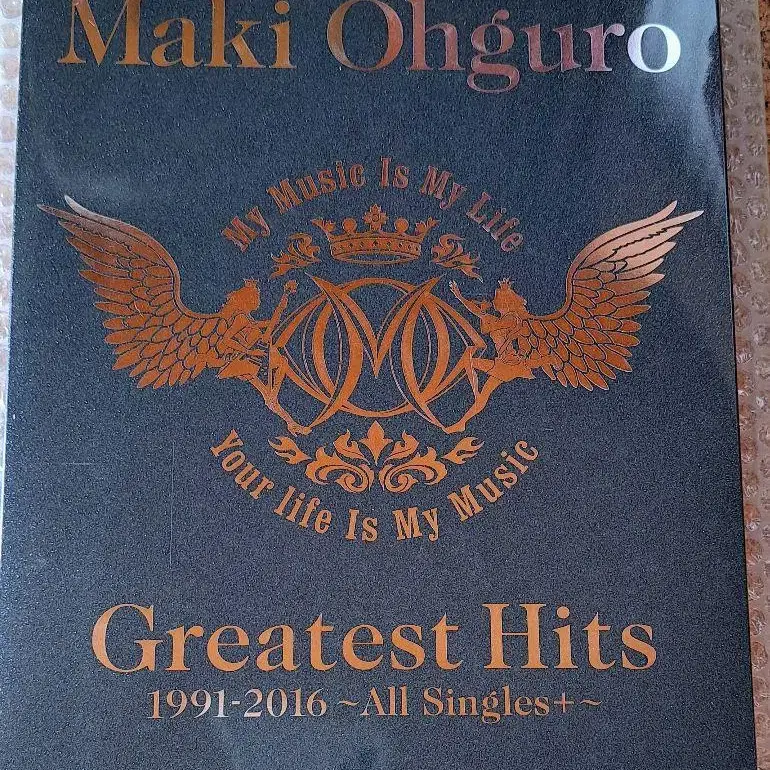 Maki Ohguro
My Music Is My Life
Your life Is My Music
Greatest Hits
1991-2016 ~All Singles+~